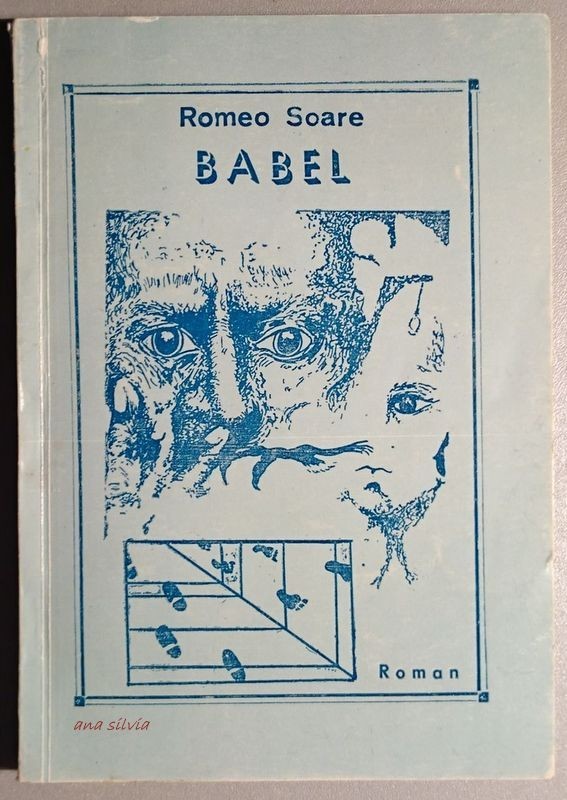 Romeo Soare
BABEL
Roman
ana silvia